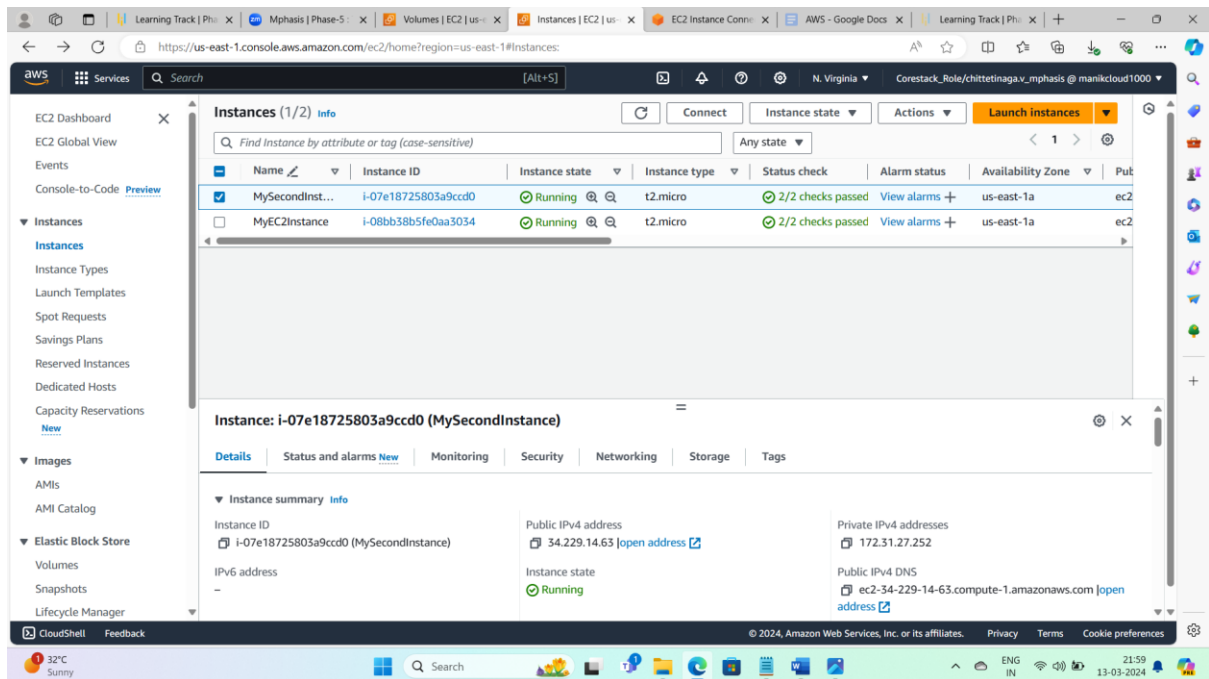 Learning Track | Pha
Mphasis | Phase-5 :
Volumes | EC2 | us-e
Instances | EC2 | us-
EC2 Instance Conne
AWS - Google Docs
Learning Track | Pha
https://us-east-1.console.aws.amazon.com/ec2/home?region=us-east-1#Instances:
aws
Services
Search
[Alt+S]
N. Virginia
Corestack_Role/chittetinaga.v_mphasis @ manikcloud1000
EC2 Dashboard
EC2 Global View
Events
Console-to-Code Preview
Instances
Instances
Instance Types
Launch Templates
Spot Requests
Savings Plans
Reserved Instances
Dedicated Hosts
Capacity Reservations
New
Images
AMIs
AMI Catalog
Elastic Block Store
Volumes
Snapshots
Lifecycle Manager
Instances (1/2) Info
Connect
Instance state
Actions
Launch instances
Find Instance by attribute or tag (case-sensitive)
Any state
1
Name Instance ID Instance state Instance type Status check Alarm status Availability Zone Pub
MySecondInst... i-07e18725803a9ccd0 Running t2.micro 2/2 checks passed View alarms + us-east-1a ec2
MyEC2Instance i-08bb38b5fe0aa3034 Running t2.micro 2/2 checks passed View alarms + us-east-1a ec2
Instance: i-07e18725803a9ccd0 (MySecondInstance)
Details Status and alarms New Monitoring Security Networking Storage Tags
Instance summary Info
Instance ID
i-07e18725803a9ccd0 (MySecondInstance)
Public IPv4 address
34.229.14.63 |open address
Private IPv4 addresses
172.31.27.252
IPv6 address
–
Instance state
Running
Public IPv4 DNS
ec2-34-229-14-63.compute-1.amazonaws.com |open
address
CloudShell Feedback
© 2024, Amazon Web Services, Inc. or its affiliates. Privacy Terms Cookie preferences
1
32°C
Sunny
Search
ENG
IN
21:59
13-03-2024